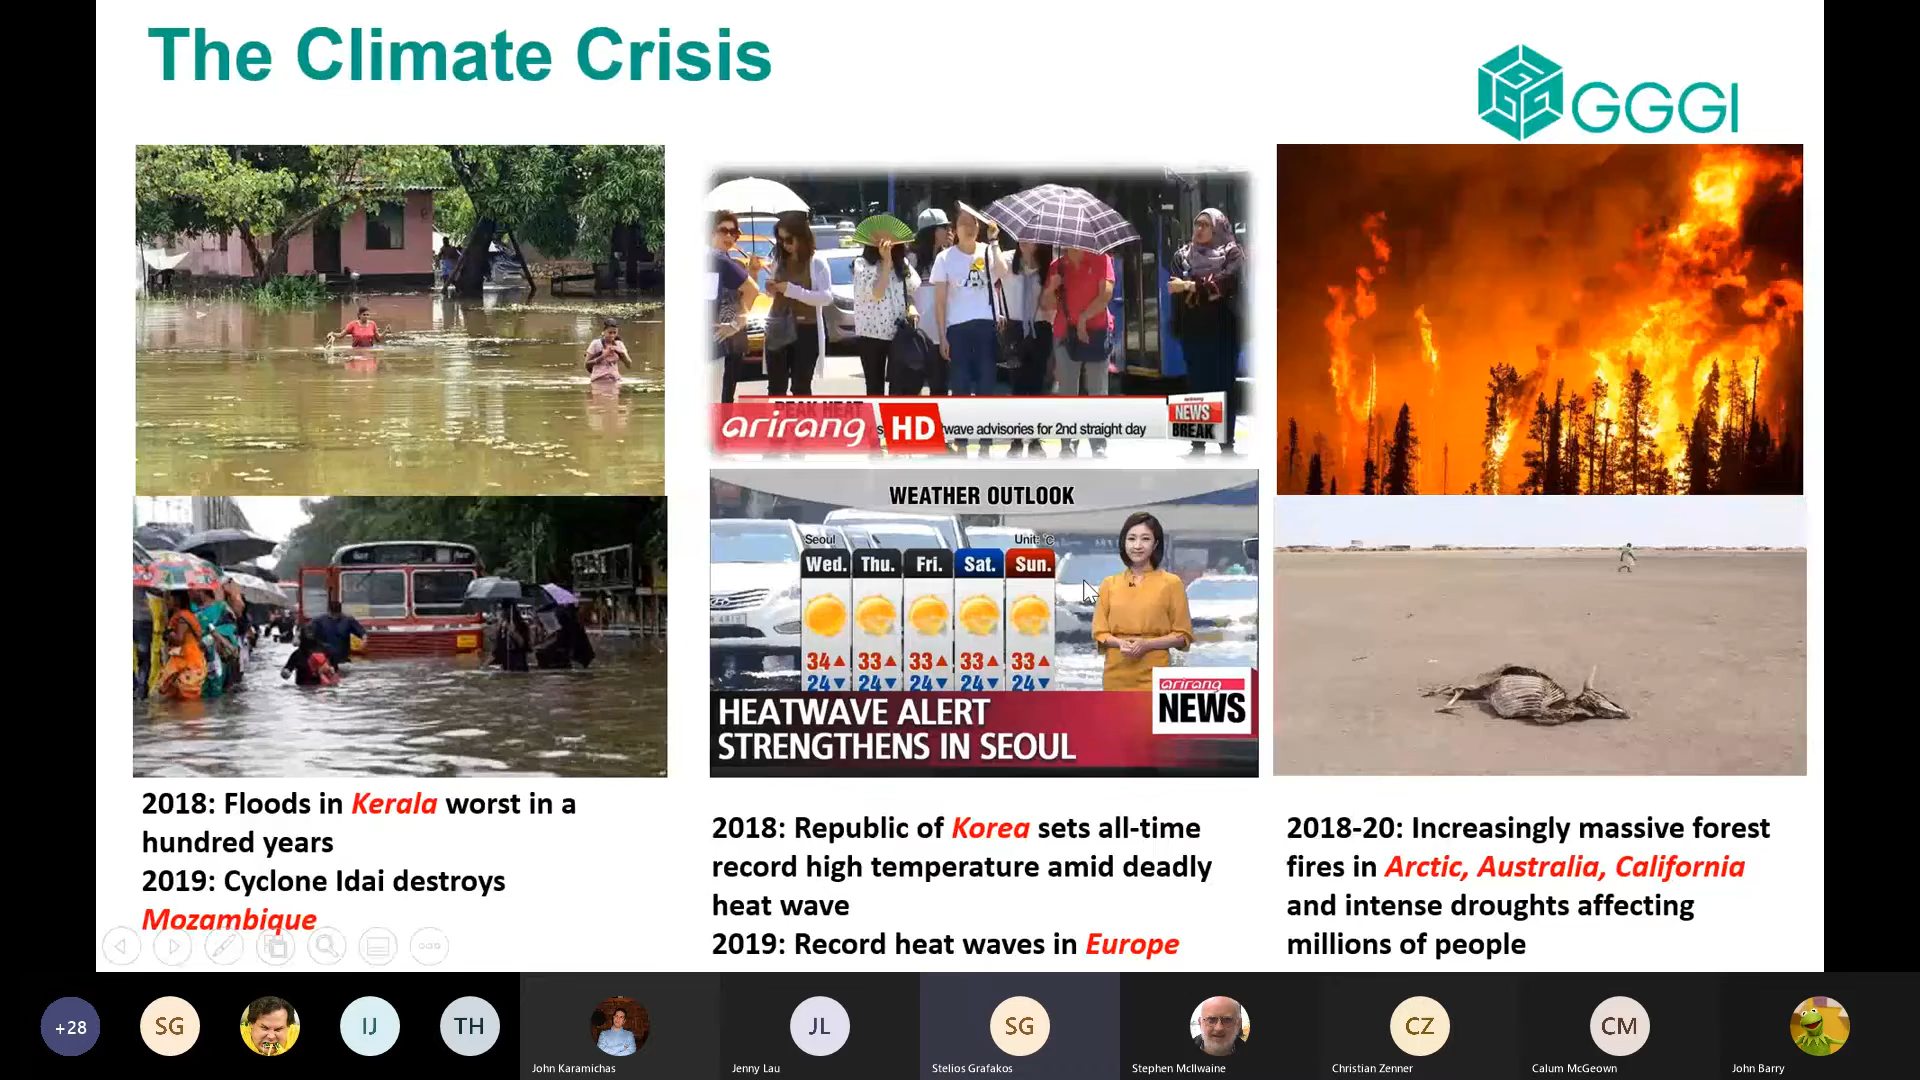 The Climate Crisis
GGGI
PEAK HEAT
arirang HD wave advisories for 2nd straight day
NEWS
BREAK
WEATHER OUTLOOK
Seoul Unit: °C
Wed. Thu. Fri. Sat. Sun.
34▲ 33▲ 33▲ 33▲ 33▲
24▼ 24▼ 24▼ 24▼ 24▼
HEATWAVE ALERT
STRENGTHENS IN SEOUL
arirang
NEWS
2018: Floods in Kerala worst in a
hundred years
2019: Cyclone Idai destroys
Mozambique
2018: Republic of Korea sets all-time
record high temperature amid deadly
heat wave
2019: Record heat waves in Europe
2018-20: Increasingly massive forest
fires in Arctic, Australia, California
and intense droughts affecting
millions of people
+28 SG IJ TH JL SG CZ CM
John Karamichas Jenny Lau Stelios Grafakos Stephen McIlwaine Christian Zenner Calum McGeown John Barry